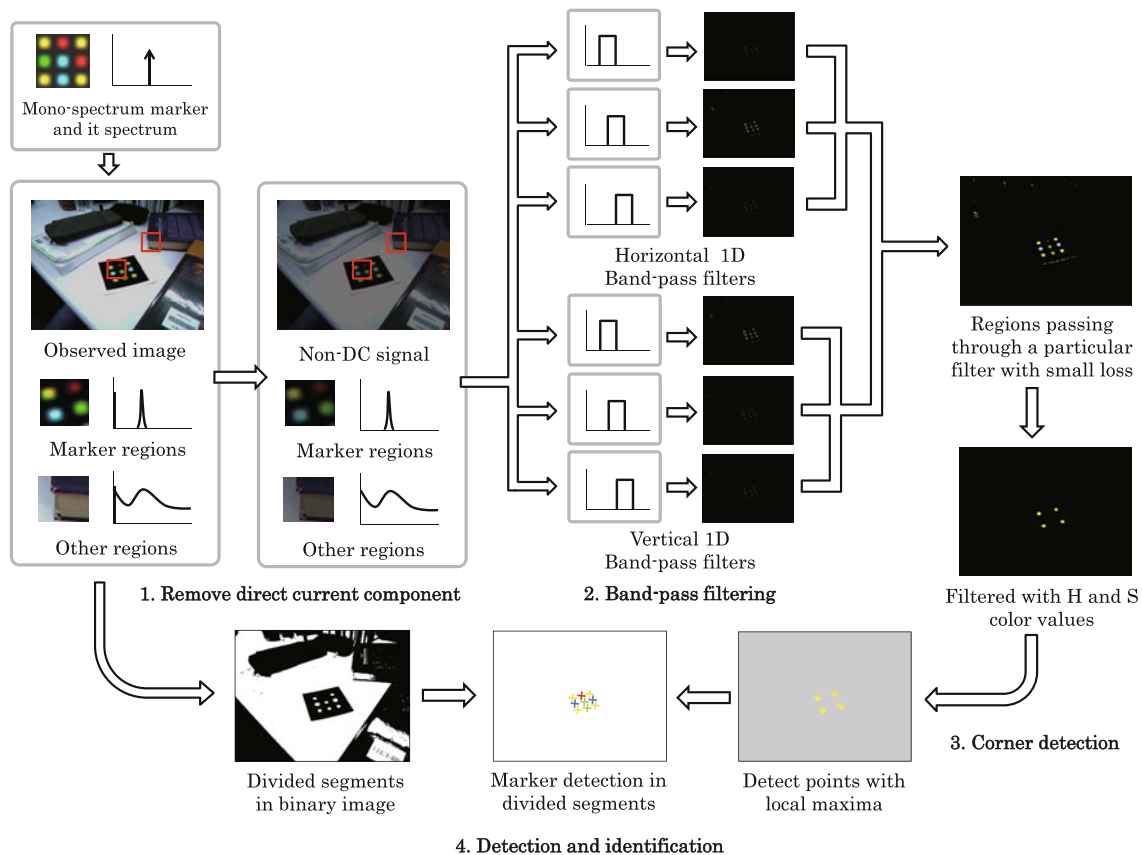 Mono-spectrum marker
and it spectrum
Observed image
Marker regions
Other regions
Non-DC signal
Marker regions
Other regions
1. Remove direct current component
Horizontal 1D
Band-pass filters
Vertical 1D
Band-pass filters
2. Band-pass filtering
Regions passing
through a particular
filter with small loss
Filtered with H and S
color values
3. Corner detection
Divided segments
in binary image
Marker detection in
divided segments
Detect points with
local maxima
4. Detection and identification